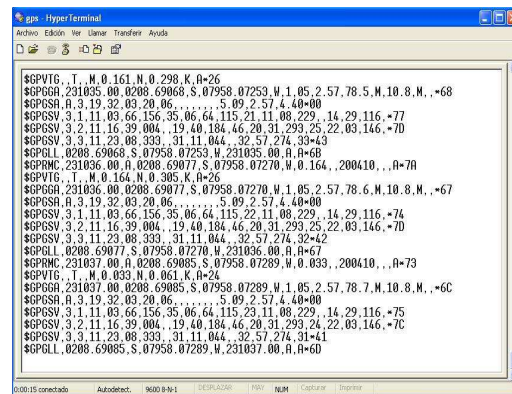 gps - HyperTerminal
Archivo Edición Ver Llamar Transferir Ayuda
$GPVTG,,T,,M,0.161,N,0.298,K,A*26
$GPGGA,231035.00,0208.69068,S,07958.07253,W,1,05,2.57,78.5,M,10.8,M,,*68
$GPGSA,A,3,19,32,03,20,06,,,,,,,,5.09,2.57,4.40*00
$GPGSV,3,1,11,03,66,156,35,06,64,115,21,11,08,229,,14,29,116,*77
$GPGSV,3,2,11,16,39,004,,19,40,184,46,20,31,293,25,22,03,146,*7D
$GPGSV,3,3,11,23,08,333,,31,11,044,,32,57,274,33*43
$GPGLL,0208.69068,S,07958.07253,W,231035.00,A,A*6B
$GPRMC,231036.00,A,0208.69077,S,07958.07270,W,0.164,,200410,,,A*7A
$GPVTG,,T,,M,0.164,N,0.305,K,A*26
$GPGGA,231036.00,0208.69077,S,07958.07270,W,1,05,2.57,78.6,M,10.8,M,,*67
$GPGSA,A,3,19,32,03,20,06,,,,,,,,5.09,2.57,4.40*00
$GPGSV,3,1,11,03,66,156,35,06,64,115,22,11,08,229,,14,29,116,*74
$GPGSV,3,2,11,16,39,004,,19,40,184,46,20,31,293,25,22,03,146,*7D
$GPGSV,3,3,11,23,08,333,,31,11,044,,32,57,274,32*42
$GPGLL,0208.69077,S,07958.07270,W,231036.00,A,A*67
$GPRMC,231037.00,A,0208.69085,S,07958.07289,W,0.033,,200410,,,A*73
$GPVTG,,T,,M,0.033,N,0.061,K,A*24
$GPGGA,231037.00,0208.69085,S,07958.07289,W,1,05,2.57,78.7,M,10.8,M,,*6C
$GPGSA,A,3,19,32,03,20,06,,,,,,,,5.09,2.57,4.40*00
$GPGSV,3,1,11,03,66,156,35,06,64,115,23,11,08,229,,14,29,116,*75
$GPGSV,3,2,11,16,39,004,,19,40,184,46,20,31,293,24,22,03,146,*7C
$GPGSV,3,3,11,23,08,333,,31,11,044,,32,57,274,31*41
$GPGLL,0208.69085,S,07958.07289,W,231037.00,A,A*6D
0:00:15 conectado Autodetect. 9600 8-N-1 DESPLAZAR MAY NUM Capturar Imprimir